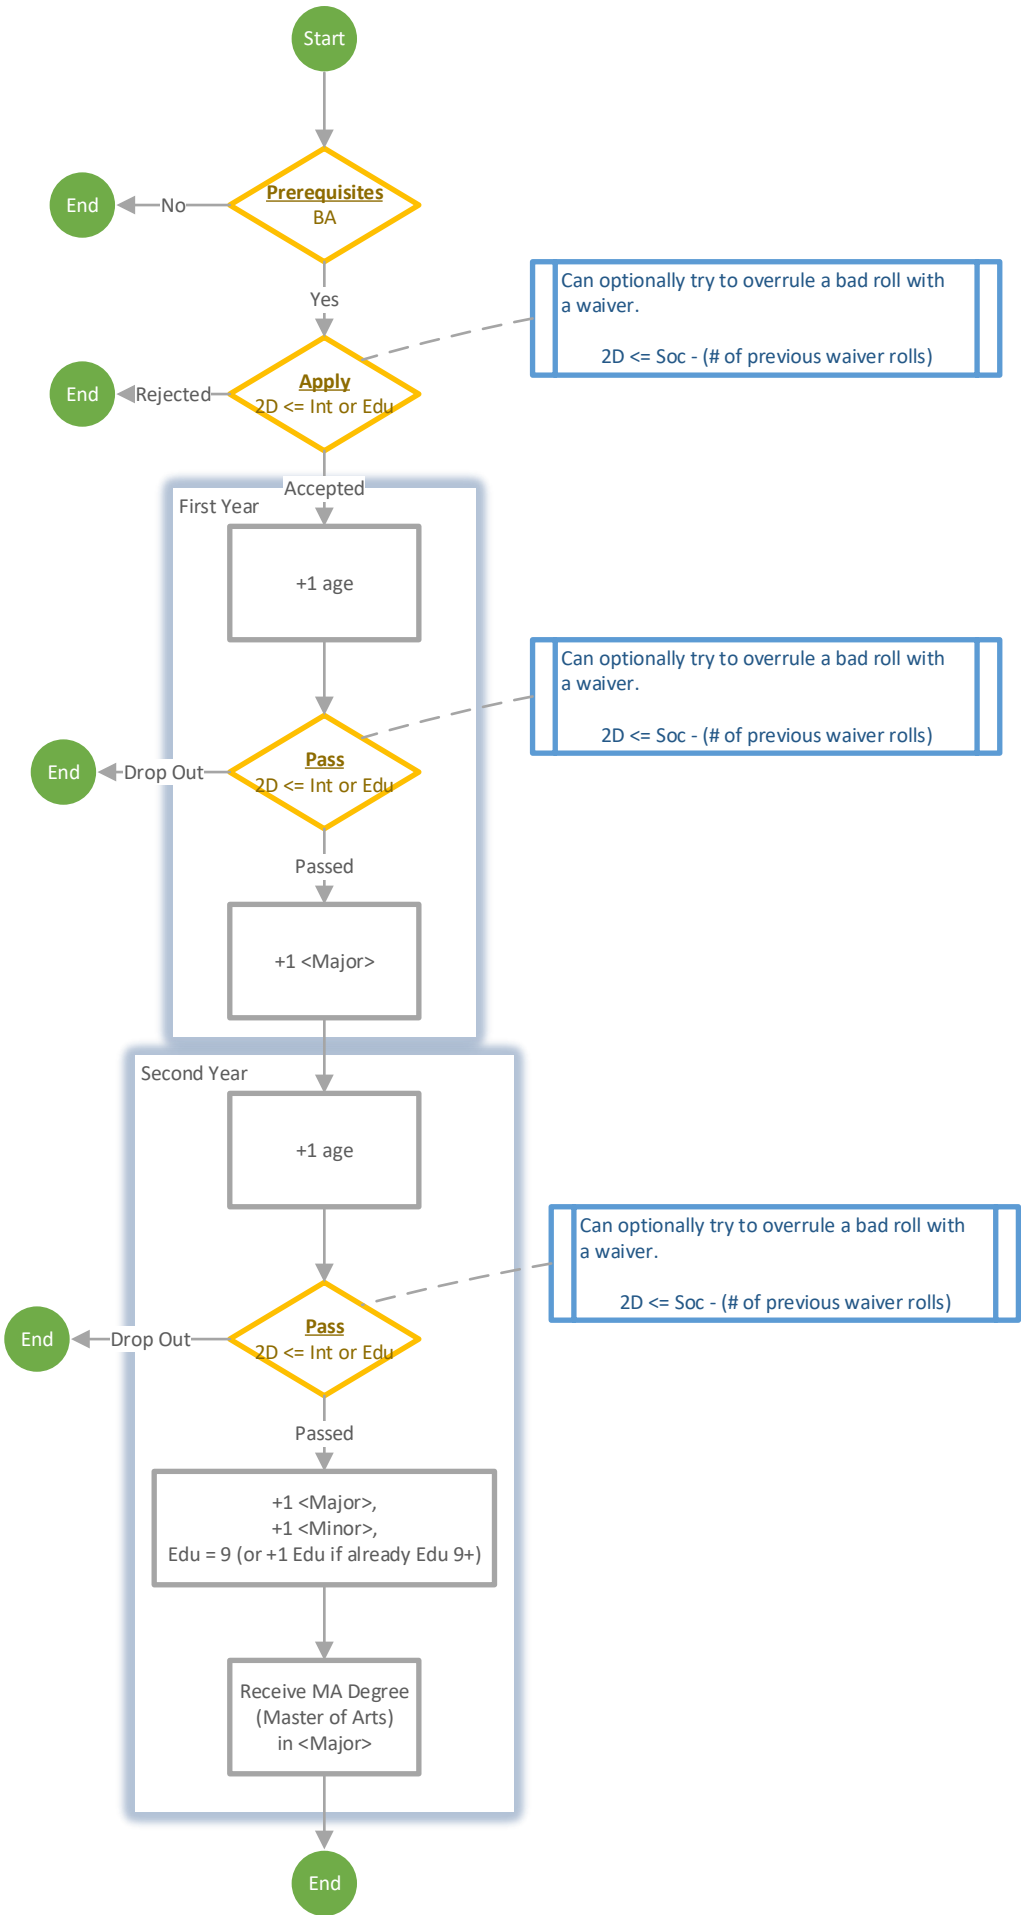 Start
Prerequisites
BA
End
No
Yes
Can optionally try to overrule a bad roll with
a waiver.
2D <= Soc - (# of previous waiver rolls)
Apply
2D <= Int or Edu
End
Rejected
Accepted
First Year
+1 age
Can optionally try to overrule a bad roll with
a waiver.
2D <= Soc - (# of previous waiver rolls)
Pass
2D <= Int or Edu
End
Drop Out
Passed
+1 <Major>
Second Year
+1 age
Can optionally try to overrule a bad roll with
a waiver.
2D <= Soc - (# of previous waiver rolls)
Pass
2D <= Int or Edu
End
Drop Out
Passed
+1 <Major>,
+1 <Minor>,
Edu = 9 (or +1 Edu if already Edu 9+)
Receive MA Degree
(Master of Arts)
in <Major>
End